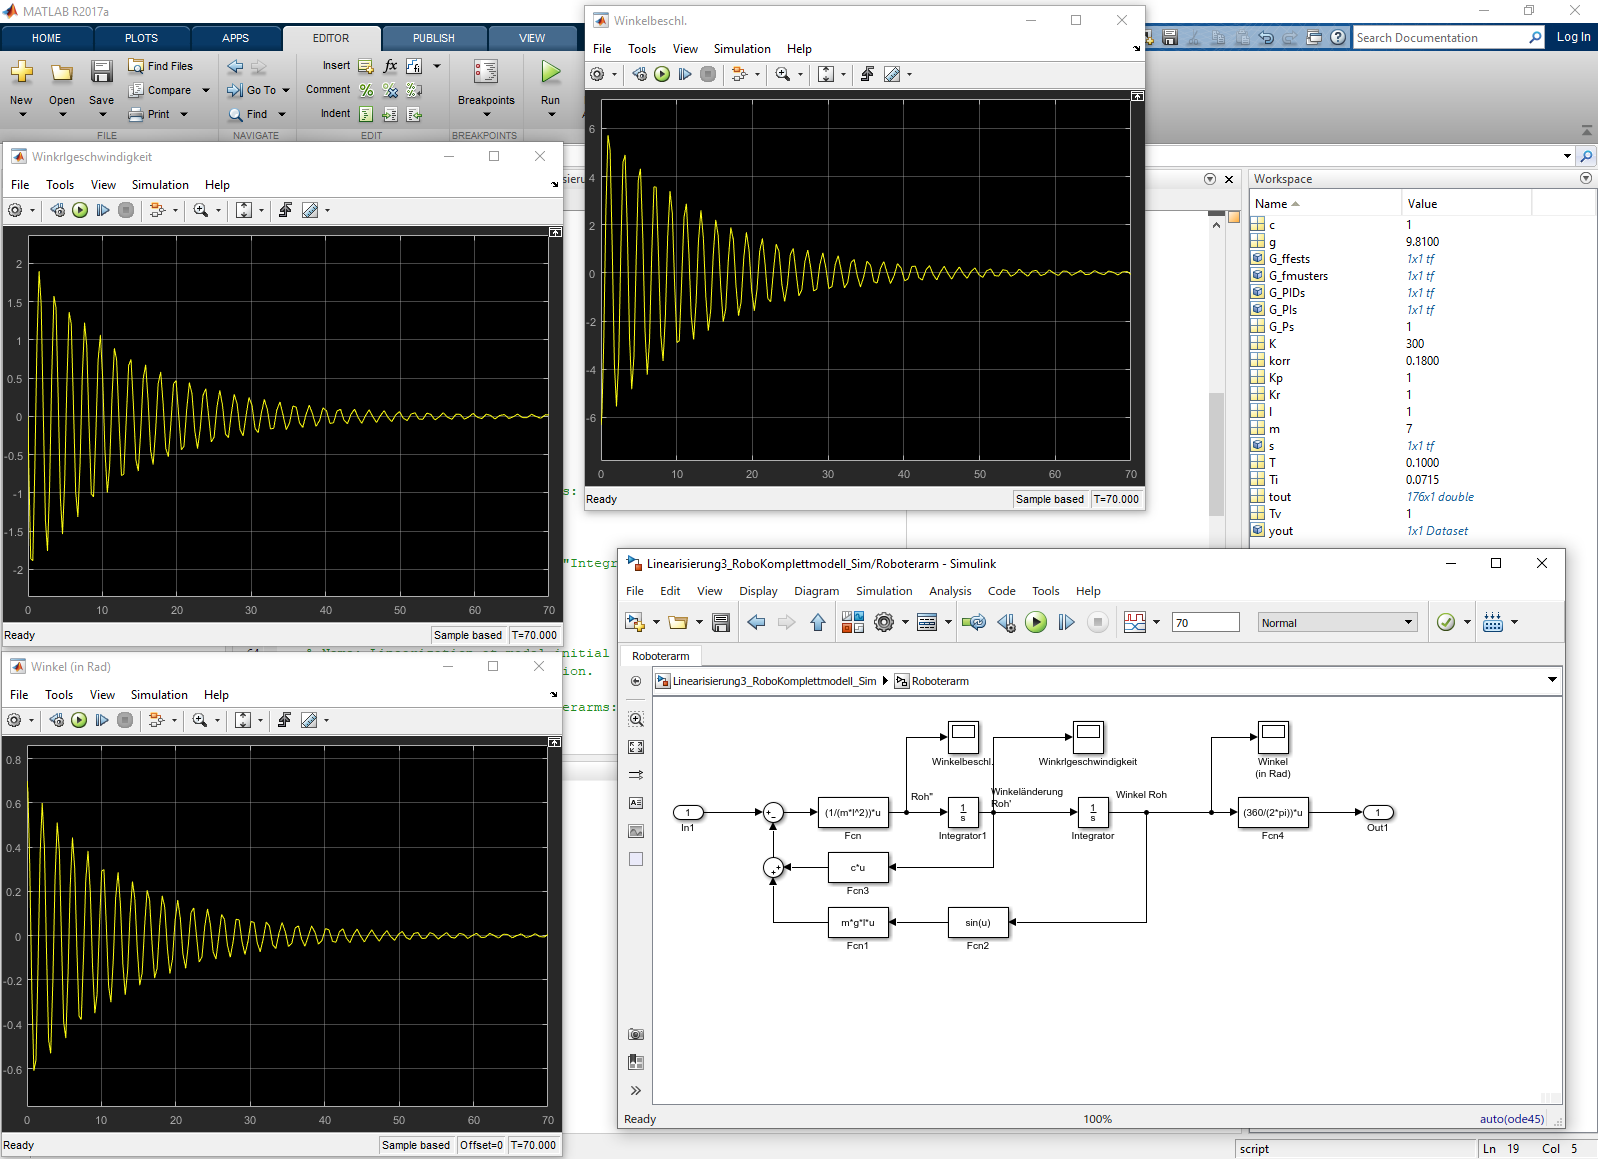 MATLAB R2017a
HOME
PLOTS
APPS
EDITOR
PUBLISH
VIEW
Search Documentation
Log In
New
Open
Save
Find Files
Compare
Print
Go To
Find
Insert
fx
Comment
Indent
Breakpoints
Run
FILE
NAVIGATE
EDIT
BREAKPOINTS
Winkelbeschl.
File Tools View Simulation Help
6
4
2
0
-2
-4
-6
0 10 20 30 40 50 60 70
Ready
Sample based T=70.000
Winkrlgeschwindigkeit
File Tools View Simulation Help
2
1.5
1
0.5
0
-0.5
-1
-1.5
-2
0 10 20 30 40 50 60 70
Ready
Sample based T=70.000
Winkel (in Rad)
File Tools View Simulation Help
0.8
0.6
0.4
0.2
0
-0.2
-0.4
-0.6
0 10 20 30 40 50 60 70
Ready
Sample based Offset=0 T=70.000
s:
"Integr
initial
ion.
erarms:
Workspace
Name Value
c 1
g 9.8100
G_ffests 1x1 tf
G_fmusters 1x1 tf
G_PIDs 1x1 tf
G_PIs 1x1 tf
G_Ps 1
K 300
korr 0.1800
Kp 1
Kr 1
l 1
m 7
s 1x1 tf
T 0.1000
Ti 0.0715
tout 176x1 double
Tv 1
yout 1x1 Dataset
Linearisierung3_RoboKomplettmodell_Sim/Roboterarm - Simulink
File Edit View Display Diagram Simulation Analysis Code Tools Help
70
Normal
Roboterarm
Linearisierung3_RoboKomplettmodell_Sim Roboterarm
Winkelbeschl.
Winkrlgeschwindigkeit
Winkel
(in Rad)
1
In1
(1/(m*l^2))*u
Fcn
Roh"
1
s
Integrator1
Winkeländerung
Roh'
1
s
Integrator
Winkel Roh
(360/(2*pi))*u
Fcn4
1
Out1
c*u
Fcn3
m*g*l*u
Fcn1
sin(u)
Fcn2
Ready
100%
auto(ode45)
script
Ln 19 Col 5